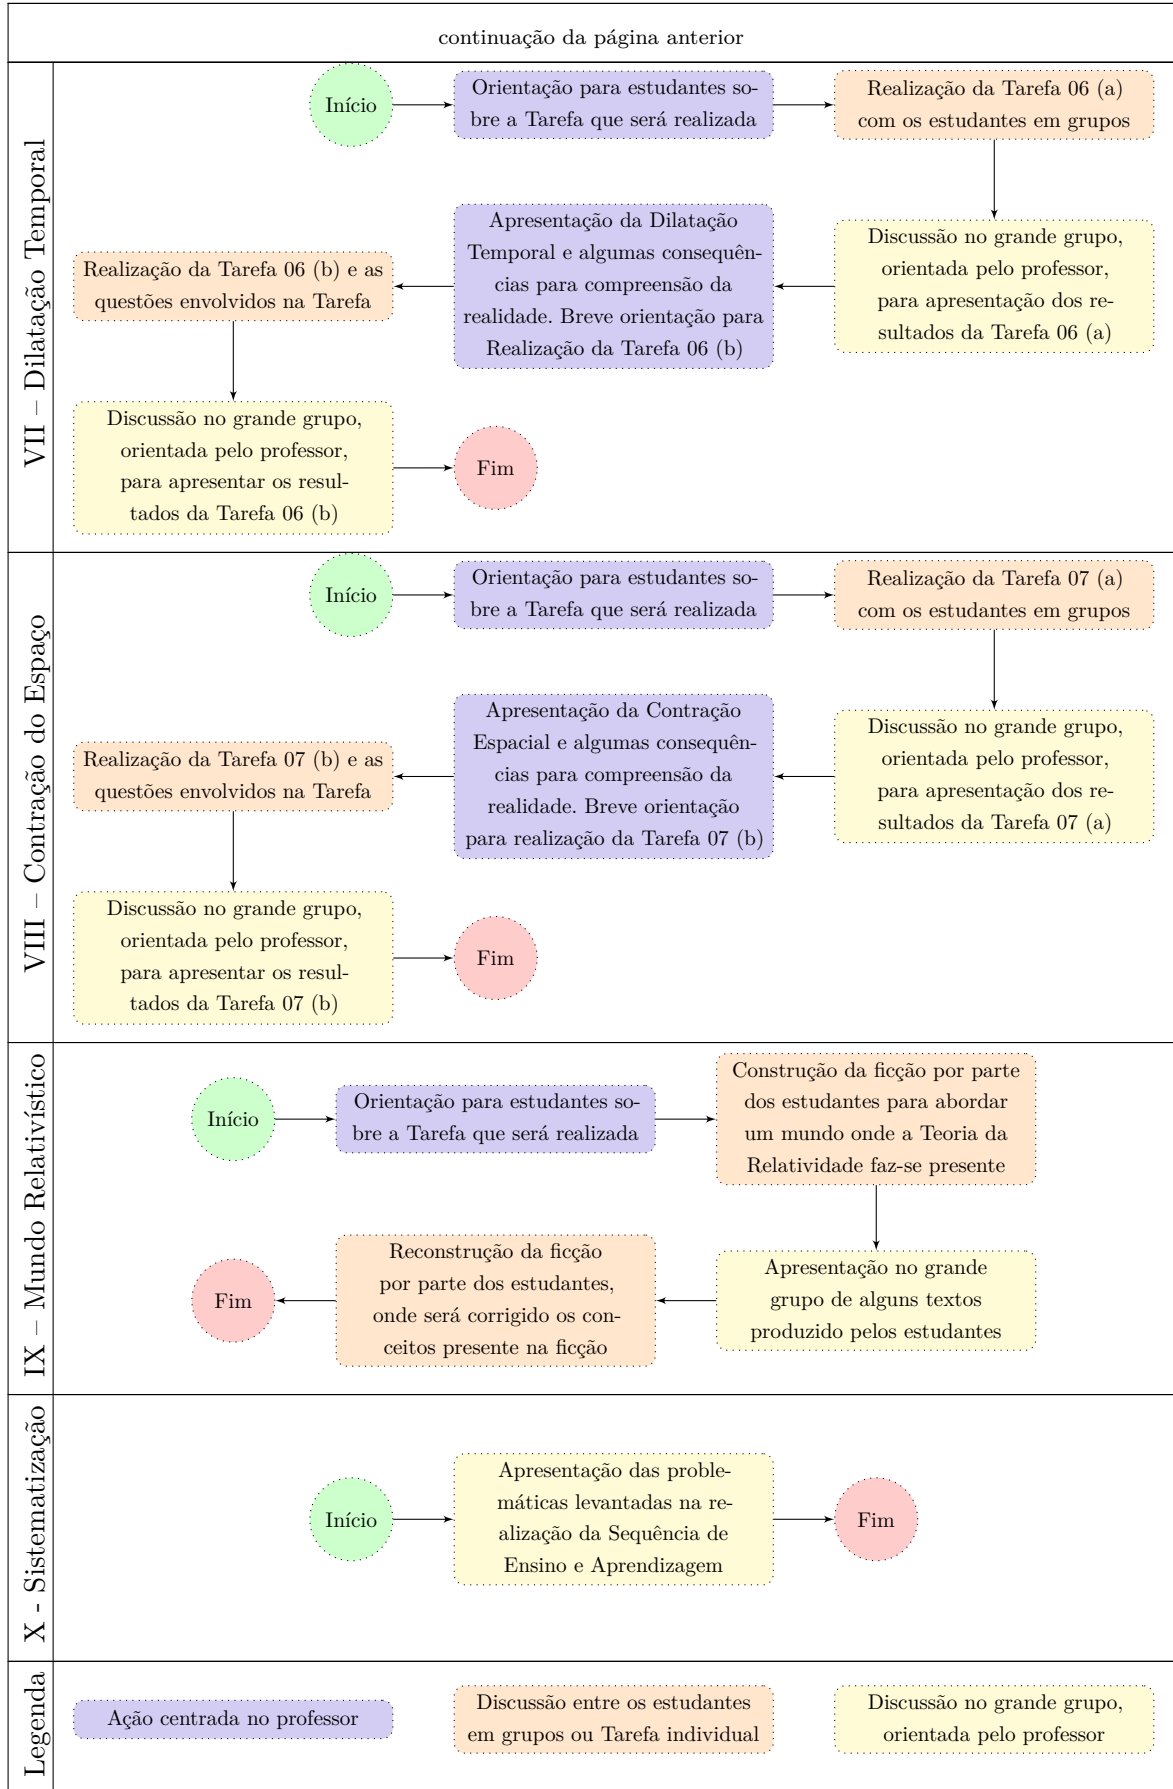 continuação da página anterior
VII – Dilatação Temporal
Início
Orientação para estudantes so-
bre a Tarefa que será realizada
Realização da Tarefa 06 (a)
com os estudantes em grupos
Discussão no grande grupo,
orientada pelo professor,
para apresentação dos re-
sultados da Tarefa 06 (a)
Apresentação da Dilatação
Temporal e algumas consequên-
cias para compreensão da
realidade. Breve orientação para
Realização da Tarefa 06 (b)
Realização da Tarefa 06 (b) e as
questões envolvidos na Tarefa
Discussão no grande grupo,
orientada pelo professor,
para apresentar os resul-
tados da Tarefa 06 (b)
Fim
VIII – Contração do Espaço
Início
Orientação para estudantes so-
bre a Tarefa que será realizada
Realização da Tarefa 07 (a)
com os estudantes em grupos
Discussão no grande grupo,
orientada pelo professor,
para apresentação dos re-
sultados da Tarefa 07 (a)
Apresentação da Contração
Espacial e algumas consequên-
cias para compreensão da
realidade. Breve orientação
para realização da Tarefa 07 (b)
Realização da Tarefa 07 (b) e as
questões envolvidos na Tarefa
Discussão no grande grupo,
orientada pelo professor,
para apresentar os resul-
tados da Tarefa 07 (b)
Fim
IX – Mundo Relativístico
Início
Orientação para estudantes so-
bre a Tarefa que será realizada
Construção da ficção por parte
dos estudantes para abordar
um mundo onde a Teoria da
Relatividade faz-se presente
Apresentação no grande
grupo de alguns textos
produzido pelos estudantes
Reconstrução da ficção
por parte dos estudantes,
onde será corrigido os con-
ceitos presente na ficção
Fim
X - Sistematização
Início
Apresentação das proble-
máticas levantadas na re-
alização da Sequência de
Ensino e Aprendizagem
Fim
Legenda
Ação centrada no professor
Discussão entre os estudantes
em grupos ou Tarefa individual
Discussão no grande grupo,
orientada pelo professor